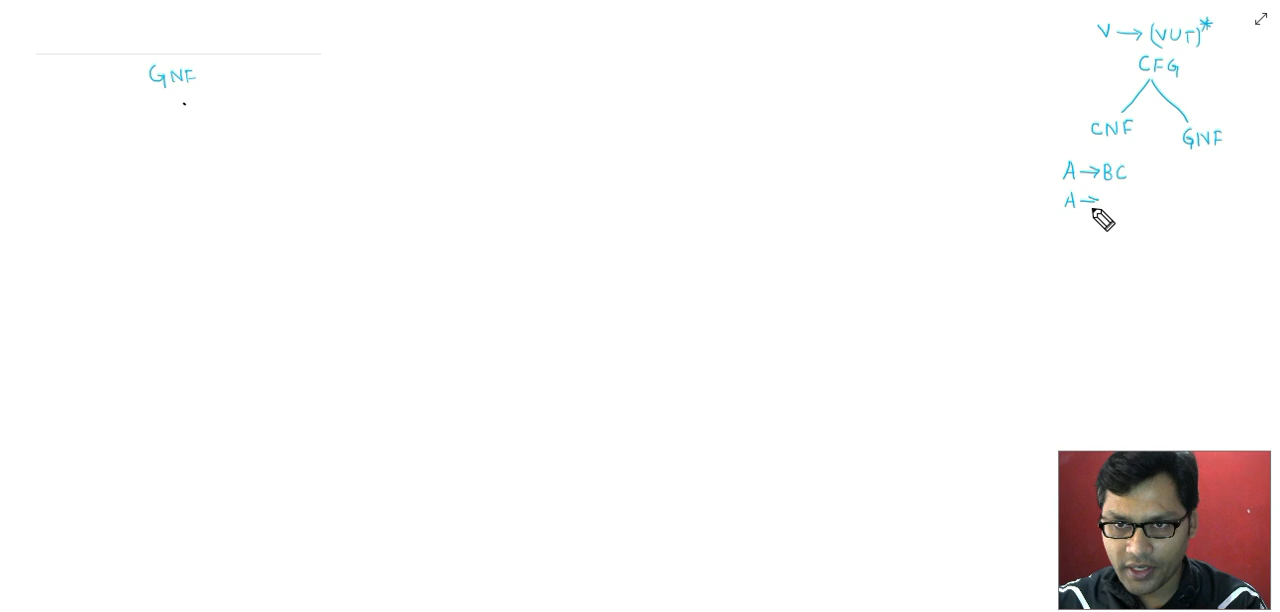 GNF
V → (VUT)*
CFG
CNF
GNF
A → BC
A →